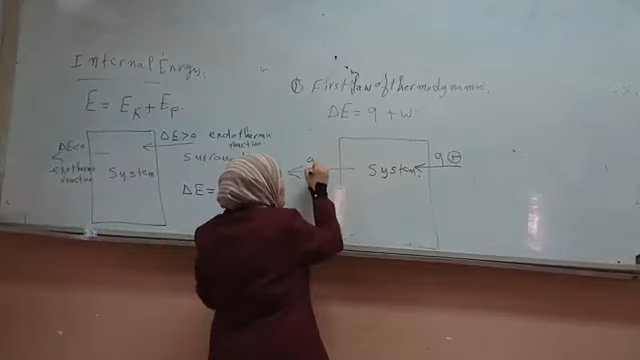 Internal Energy.
E = EK + EP
ΔE<0
exothermic
reaction
System
ΔE>0 endothermic
reaction
ΔE =
① First law of thermodynamic.
ΔE = q + w
q
System
q ⊕